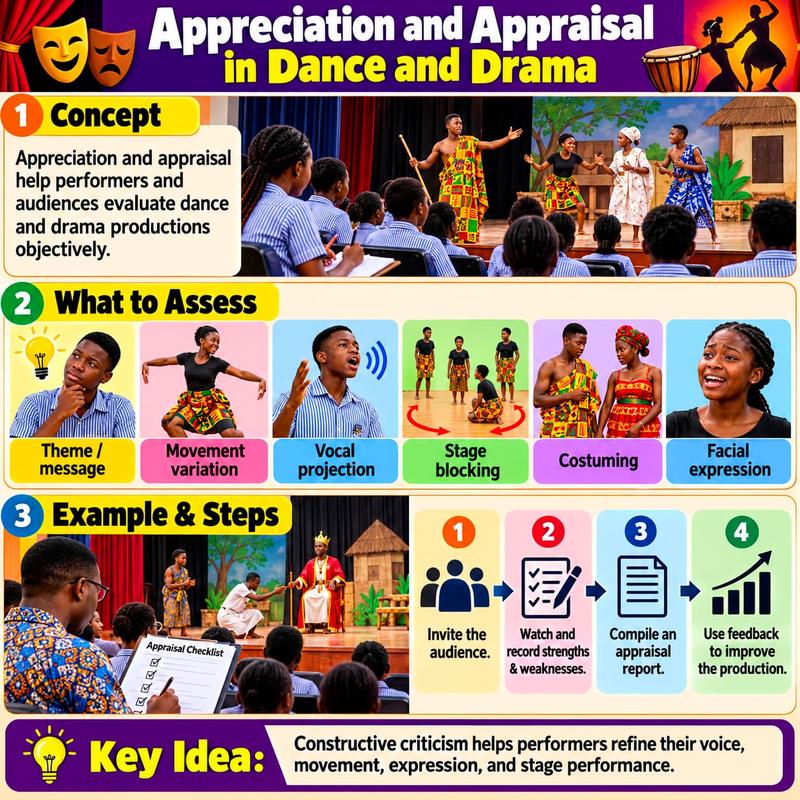 Appreciation and Appraisal
in Dance and Drama
1 Concept
Appreciation and appraisal
help performers and
audiences evaluate dance
and drama productions
objectively.
2 What to Assess
Theme /
message
Movement
variation
Vocal
projection
Stage
blocking
Costuming
Facial
expression
3 Example & Steps
Appraisal Checklist
1
Invite the
audience.
2
Watch and
record strengths
& weaknesses.
3
Compile an
appraisal
report.
4
Use feedback
to improve
the production.
Key Idea:
Constructive criticism helps performers refine their voice,
movement, expression, and stage performance.